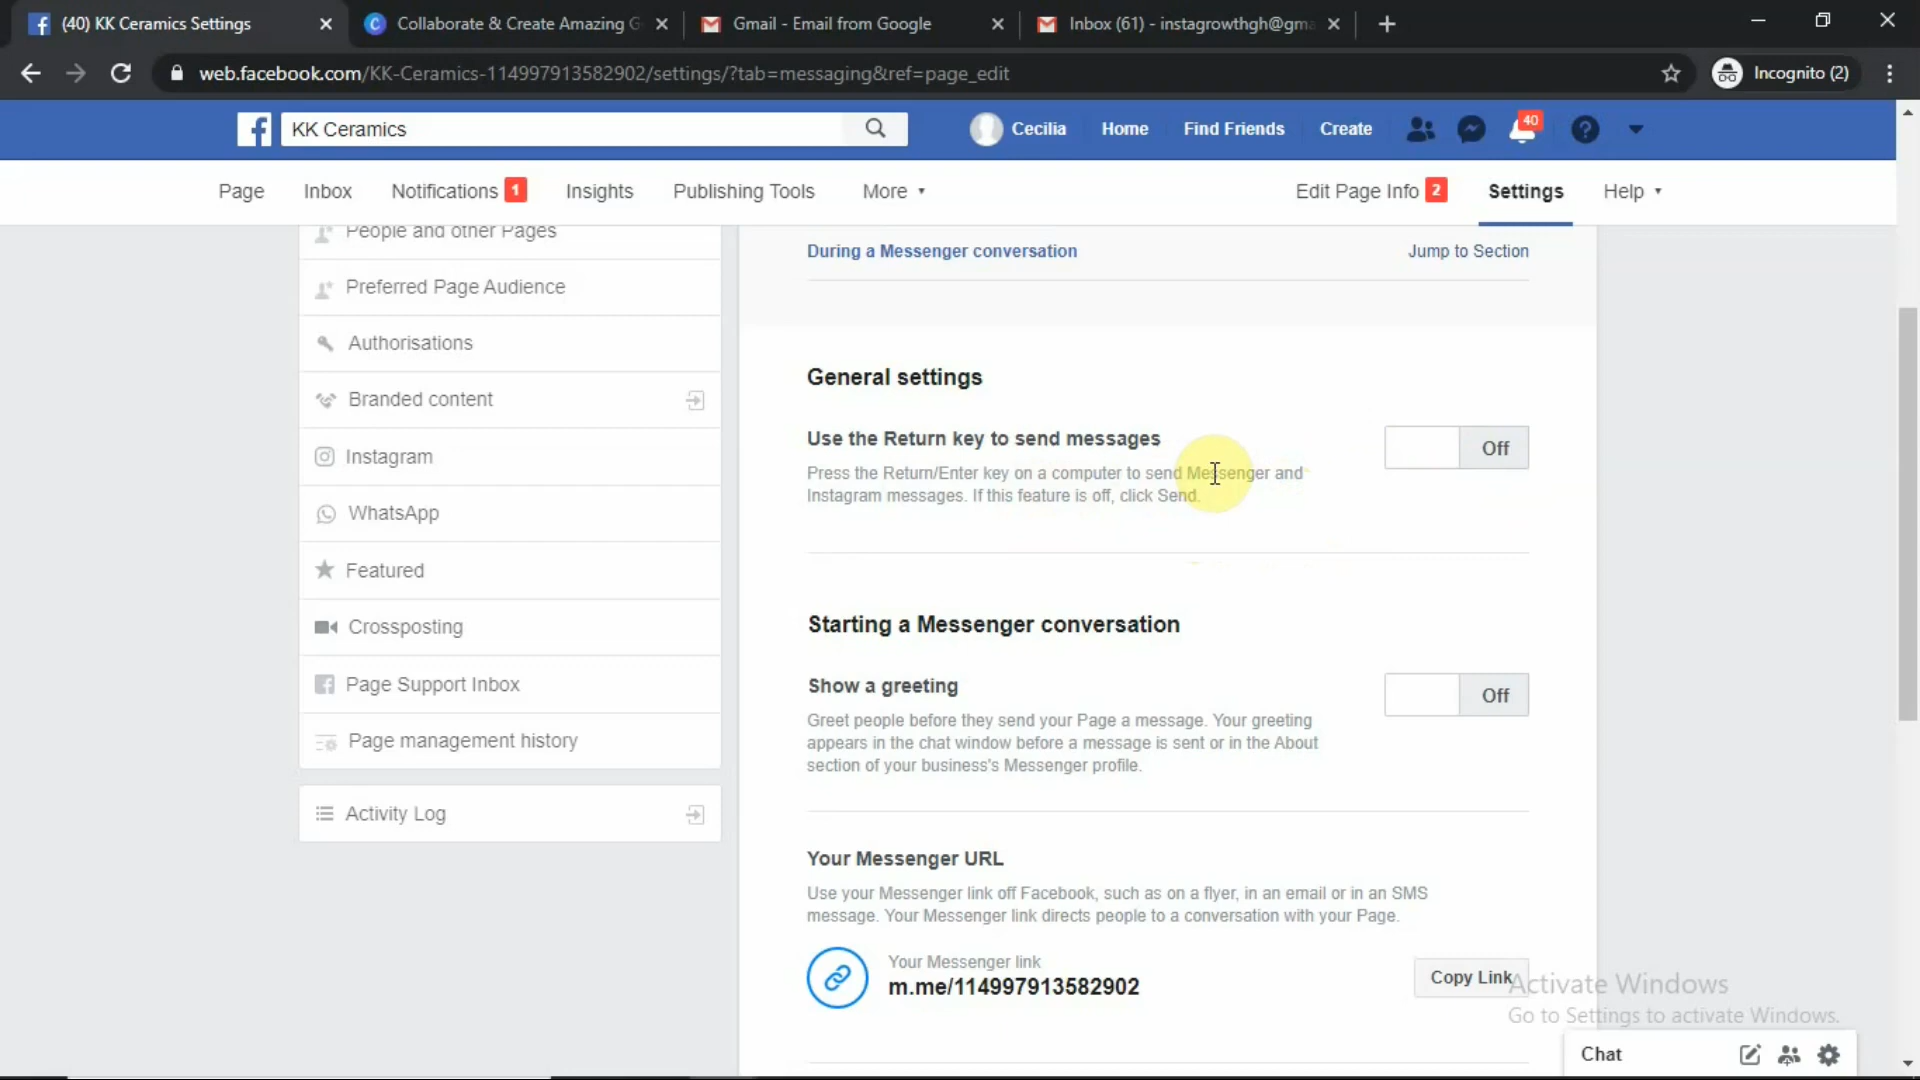 (40) KK Ceramics Settings
Collaborate & Create Amazing G
Gmail - Email from Google
Inbox (61) - instagrowthgh@gma
web.facebook.com/KK-Ceramics-114997913582902/settings/?tab=messaging&ref=page_edit
Incognito (2)
KK Ceramics
Cecilia
Home
Find Friends
Create
40
Page
Inbox
Notifications 1
Insights
Publishing Tools
More
Edit Page Info 2
Settings
Help
People and other Pages
Preferred Page Audience
Authorisations
Branded content
Instagram
WhatsApp
Featured
Crossposting
Page Support Inbox
Page management history
Activity Log
During a Messenger conversation
Jump to Section
General settings
Use the Return key to send messages
Off
Press the Return/Enter key on a computer to send Messenger and
Instagram messages. If this feature is off, click Send.
Starting a Messenger conversation
Show a greeting
Off
Greet people before they send your Page a message. Your greeting
appears in the chat window before a message is sent or in the About
section of your business's Messenger profile.
Your Messenger URL
Use your Messenger link off Facebook, such as on a flyer, in an email or in an SMS
message. Your Messenger link directs people to a conversation with your Page.
Your Messenger link
m.me/114997913582902
Copy Link
Activate Windows
Go to Settings to activate Windows.
Chat